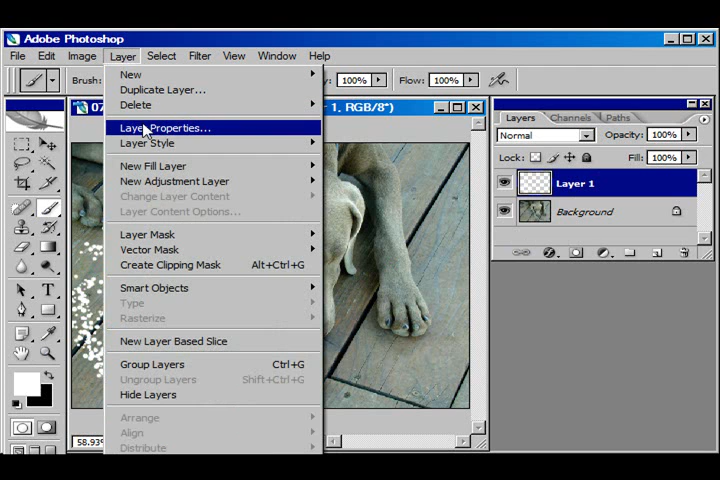 Adobe Photoshop
File Edit Image Layer Select Filter View Window Help
Brush: 100% Flow: 100%
New
Duplicate Layer...
Delete
Layer Properties...
Layer Style
New Fill Layer
New Adjustment Layer
Change Layer Content
Layer Content Options...
Layer Mask
Vector Mask
Create Clipping Mask Alt+Ctrl+G
Smart Objects
Type
Rasterize
New Layer Based Slice
Group Layers Ctrl+G
Ungroup Layers Shift+Ctrl+G
Hide Layers
Arrange
Align
Distribute
07 1, RGB/8*)
58.93%
Layers Channels Paths
Normal Opacity: 100%
Lock: Fill: 100%
Layer 1
Background